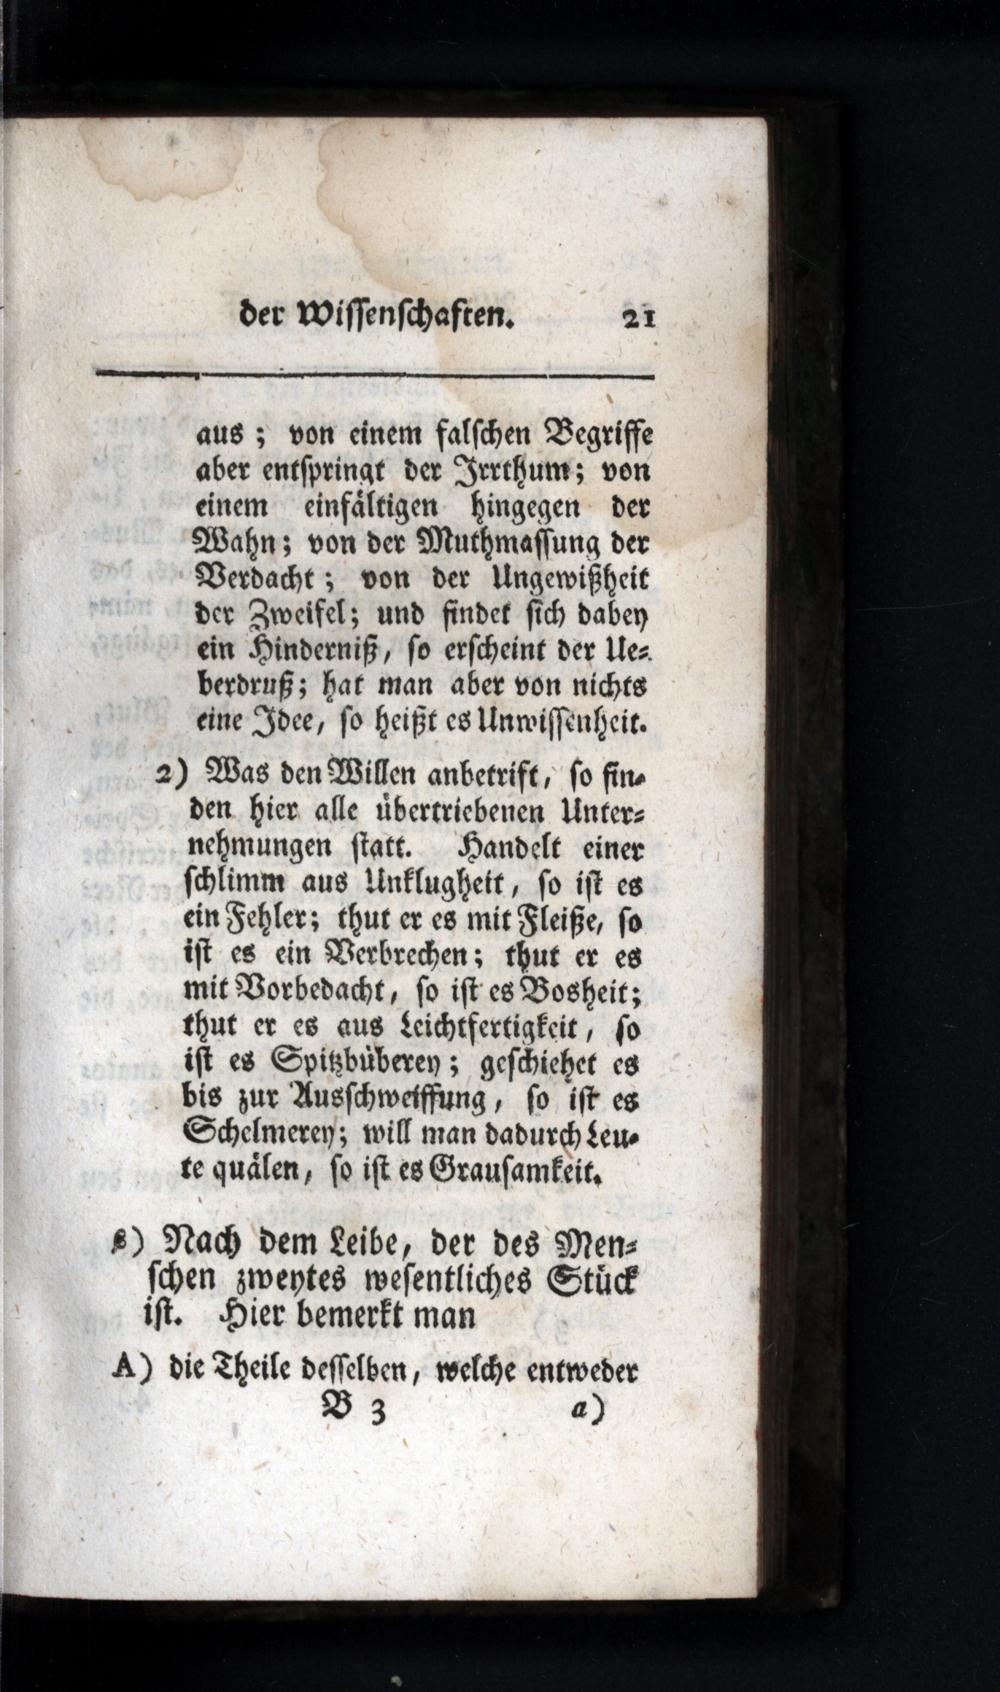 der Wissenschaften. 21
aus; von einem falschen Begriffe
aber entspringt der Irrthum; von
einem einfältigen hingegen der
Wahn; von der Muthmassung der
Verdacht; von der Ungewißheit
der Zweifel; und findet sich dabey
ein Hinderniß, so erscheint der Ue-
berdruß; hat man aber von nichts
eine Idee, so heißt es Unwissenheit.
2) Was den Willen anbetrift, so fin-
den hier alle übertriebenen Unter-
nehmungen statt. Handelt einer
schlimm aus Unklugheit, so ist es
ein Fehler; thut er es mit Fleiße, so
ist es ein Verbrechen; thut er es
mit Vorbedacht, so ist es Bosheit;
thut er es aus Leichtfertigkeit, so
ist es Spitzbüberey; geschiehet es
bis zur Ausschweiffung, so ist es
Schelmerey; will man dadurch Leu-
te quälen, so ist es Grausamkeit.
) Nach dem Leibe, der des Men-
schen zweytes wesentliches Stück
ist. Hier bemerkt man
A) die Theile desselben, welche entweder
B 3 a)